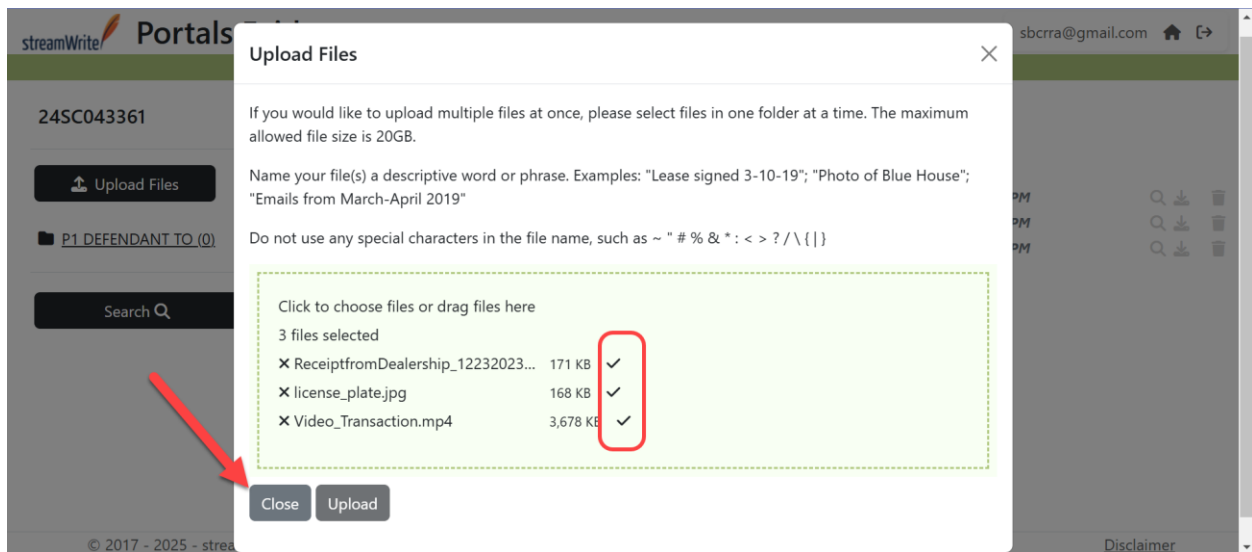 streamWrite Portals
sbcrra@gmail.com
Upload Files
24SC043361
If you would like to upload multiple files at once, please select files in one folder at a time. The maximum
allowed file size is 20GB.
Upload Files
Name your file(s) a descriptive word or phrase. Examples: "Lease signed 3-10-19"; "Photo of Blue House";
"Emails from March-April 2019"
PM
P1 DEFENDANT TO (0)
Do not use any special characters in the file name, such as ~ " # % & * : < > ? / \ { | }
PM
PM
Search
Click to choose files or drag files here
3 files selected
ReceiptfromDealership_12232023... 171 KB
license_plate.jpg 168 KB
Video_Transaction.mp4 3,678 KB
Close Upload
© 2017 - 2025 - strea
Disclaimer